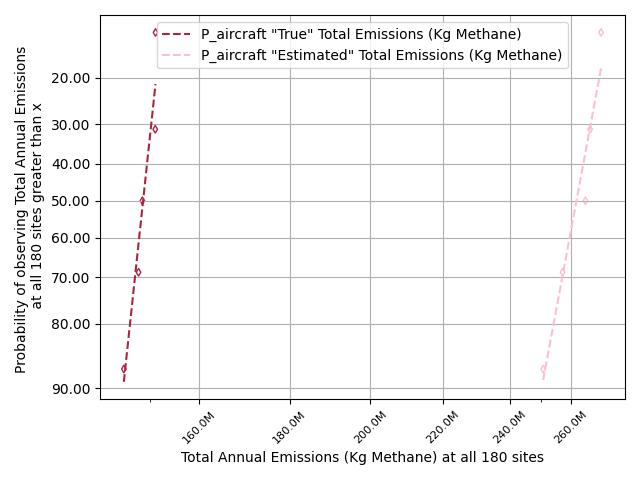 P_aircraft "True" Total Emissions (Kg Methane)
P_aircraft "Estimated" Total Emissions (Kg Methane)
Probability of observing Total Annual Emissions
at all 180 sites greater than x
20.00
30.00
40.00
50.00
60.00
70.00
80.00
90.00
160.0M
180.0M
200.0M
220.0M
240.0M
260.0M
Total Annual Emissions (Kg Methane) at all 180 sites